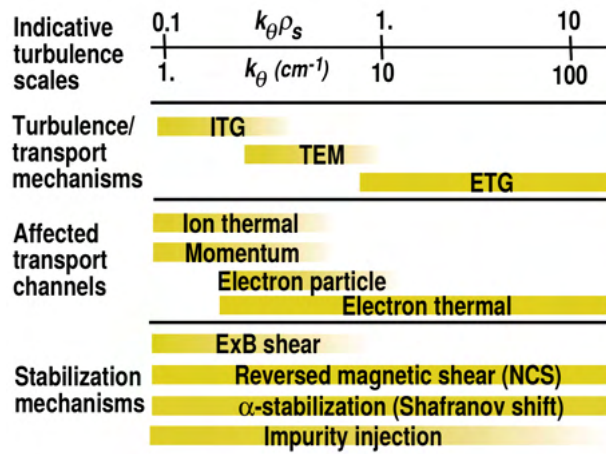 Indicative
turbulence
scales
0.1 kθρs 1. 10
1. kθ (cm-1) 10 100
Turbulence/
transport
mechanisms
ITG
TEM
ETG
Affected
transport
channels
Ion thermal
Momentum
Electron particle
Electron thermal
Stabilization
mechanisms
ExB shear
Reversed magnetic shear (NCS)
α-stabilization (Shafranov shift)
Impurity injection